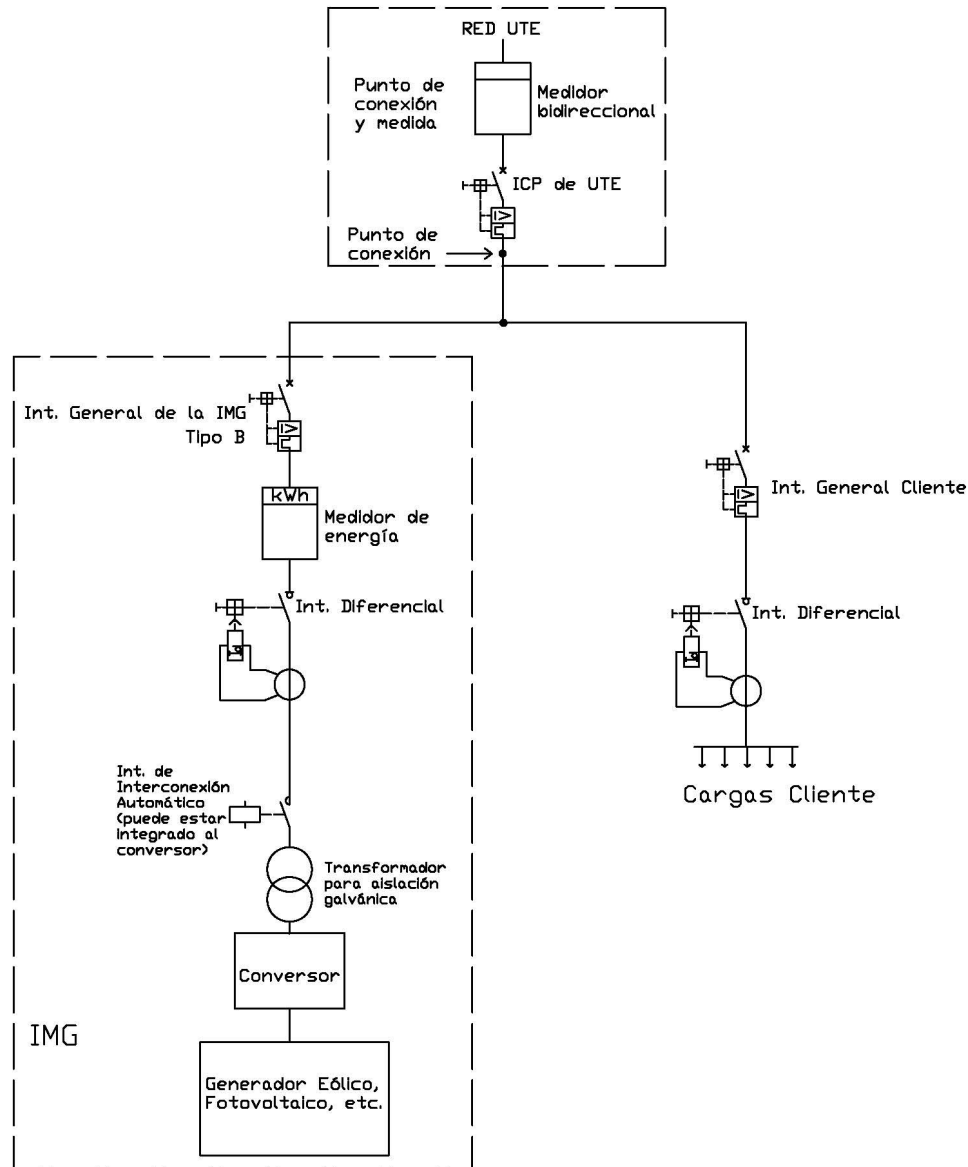 RED UTE
Punto de
conexión
y medida
Medidor
bidireccional
ICP de UTE
I>
Punto de
conexión
Int. General de la IMG
Tipo B
I>
kWh
Medidor de
energía
Int. Diferencial
Int. de
Interconexión
Automático
(puede estar
integrado al
conversor)
Transformador
para aislación
galvánica
Conversor
IMG
Generador Eólico,
Fotovoltaico, etc.
Int. General Cliente
I>
Int. Diferencial
Cargas Cliente